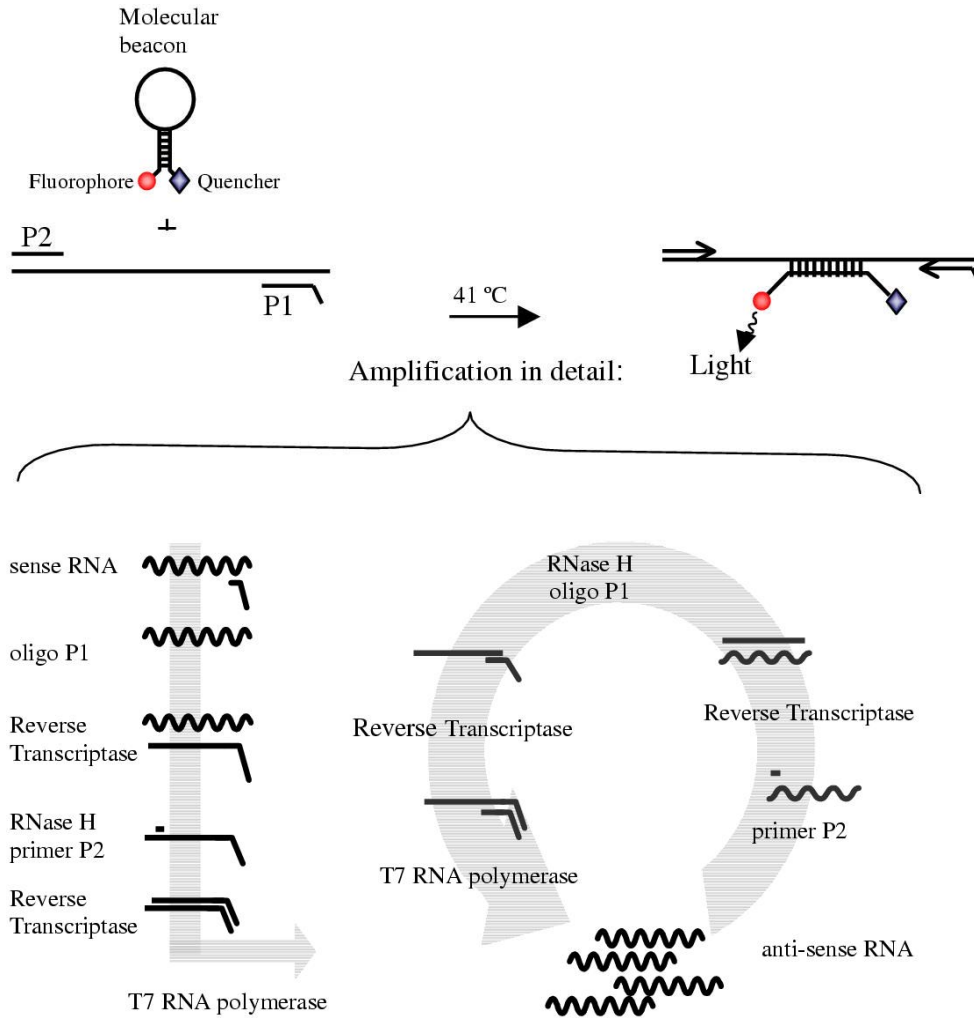 Molecular
beacon
Fluorophore
Quencher
P2
P1
41 ºC
Light
Amplification in detail:
sense RNA
oligo P1
Reverse
Transcriptase
RNase H
primer P2
Reverse
Transcriptase
T7 RNA polymerase
RNase H
oligo P1
Reverse Transcriptase
Reverse Transcriptase
primer P2
T7 RNA polymerase
anti-sense RNA